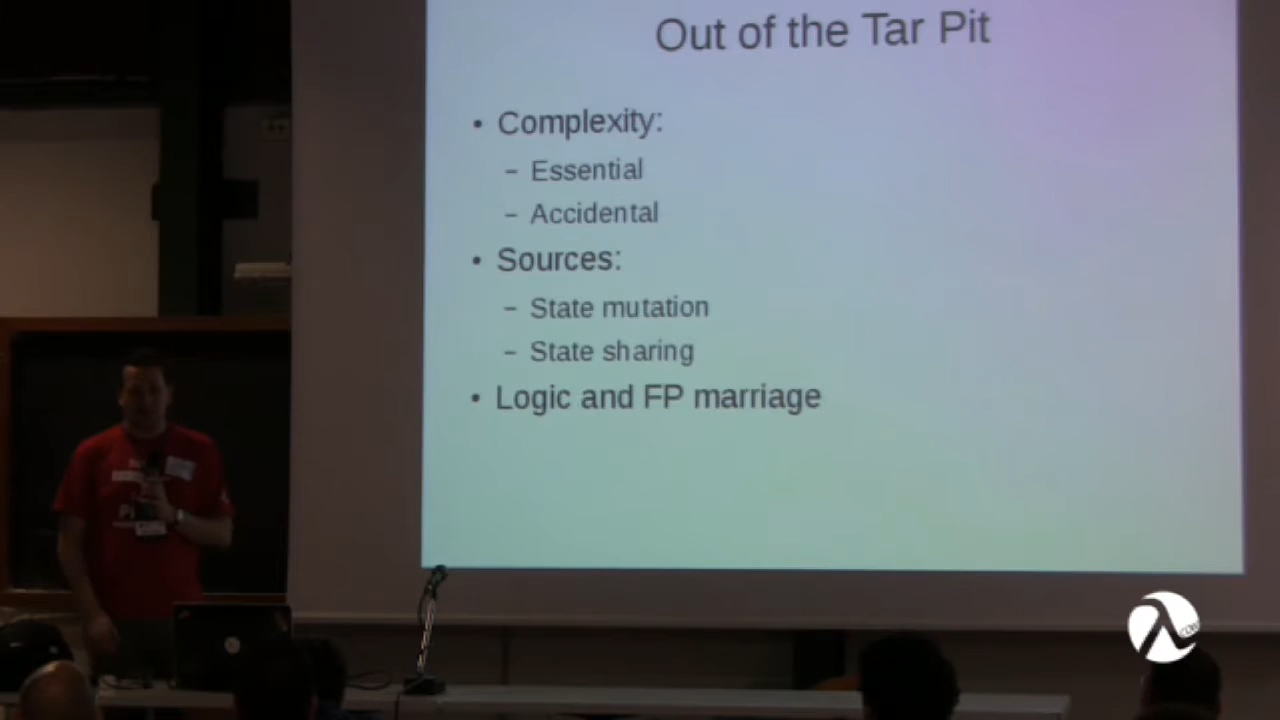 Out of the Tar Pit
• Complexity:
– Essential
– Accidental
• Sources:
– State mutation
– State sharing
• Logic and FP marriage
λ